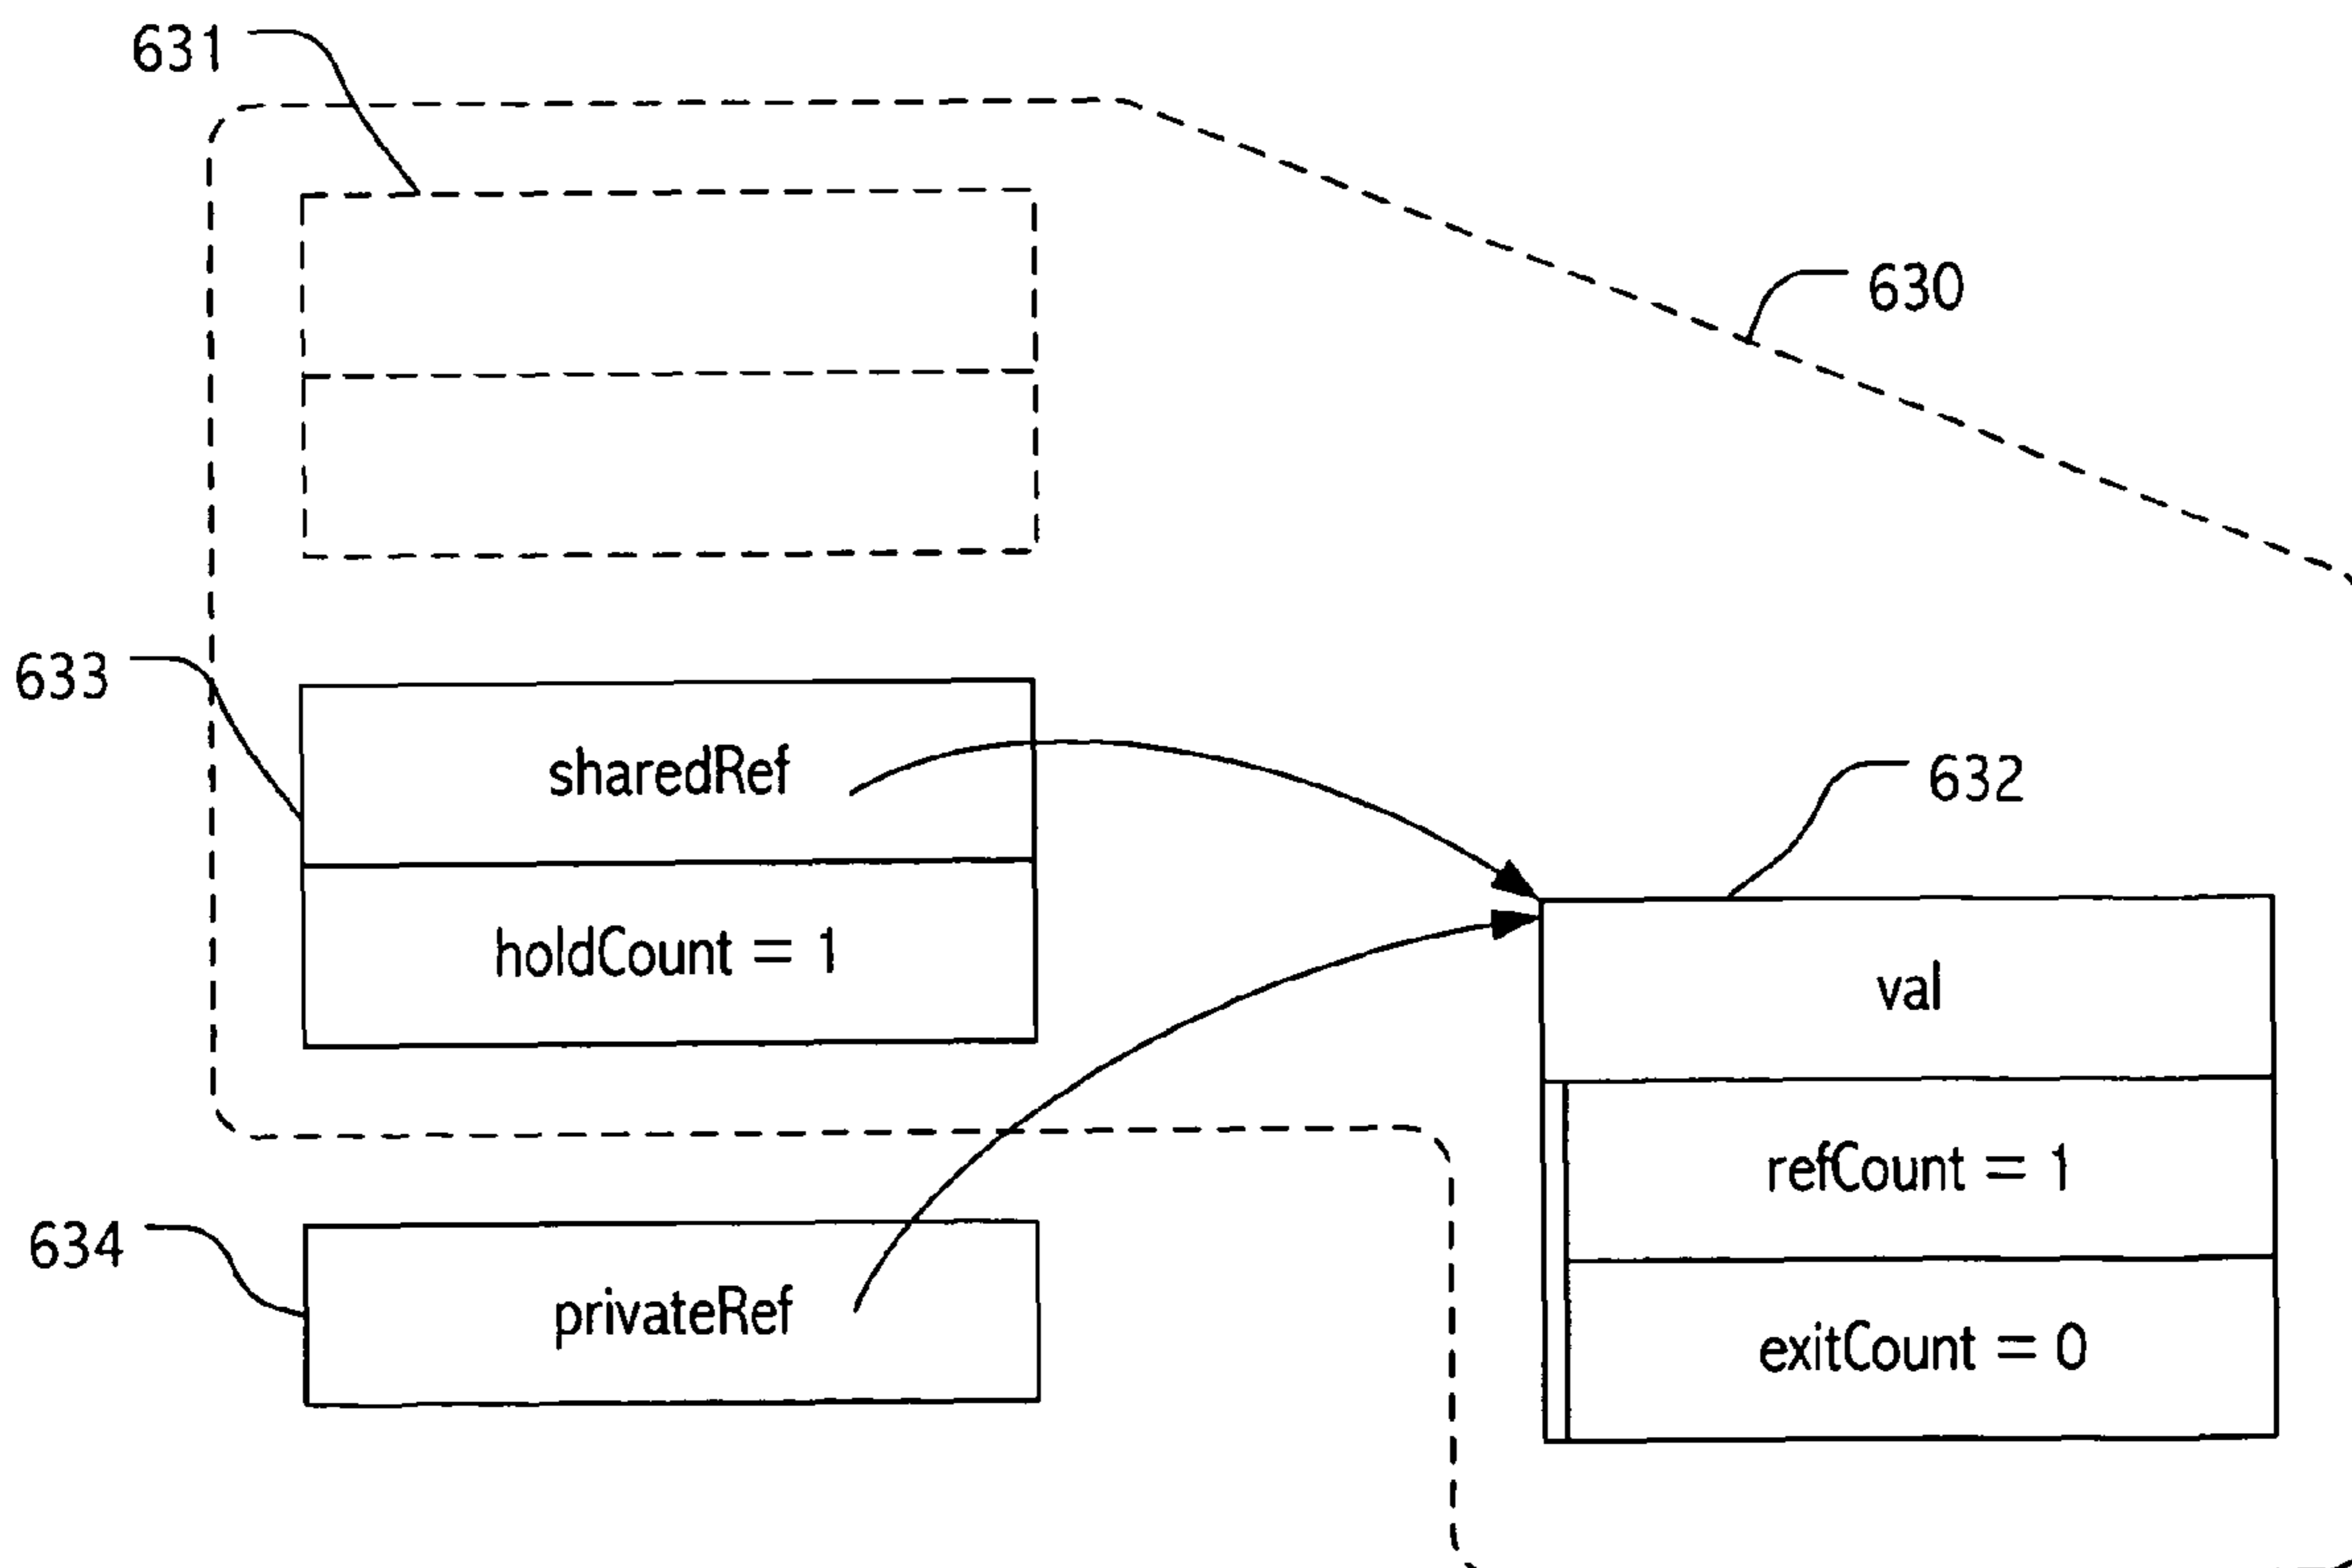 631
630
633
sharedRef
632
holdCount = 1
val
refCount = 1
634
privateRef
exitCount = 0